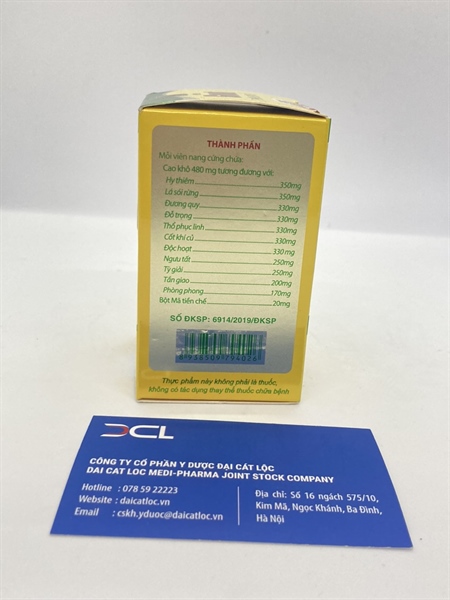 THÀNH PHẦN
Mỗi viên nang cứng chứa:
Cao khô 480 mg tương đương với:
Hy thiêm 350mg
Lá sói rừng 350mg
Đương quy 330mg
Đỗ trọng 330mg
Thổ phục linh 330mg
Cốt khí củ 330mg
Độc hoạt 330 mg
Ngưu tất 250mg
Tỳ giải 250mg
Tần giao 200mg
Phòng phong 170mg
Bột Mã tiền chế 20mg
SỐ ĐKSP: 6914/2019/ĐKSP
8 936509 794028
Thực phẩm này không phải là thuốc,
không có tác dụng thay thế thuốc chữa bệnh
DCL
CÔNG TY CỔ PHẦN Y DƯỢC ĐẠI CÁT LỘC
DAI CAT LOC MEDI-PHARMA JOINT STOCK COMPANY
Hotline : 078 59 22223
Website : daicatloc.vn
Email : cskh.yduoc@daicatloc.vn
Địa chỉ: Số 16 ngách 575/10,
Kim Mã, Ngọc Khánh, Ba Đình,
Hà Nội